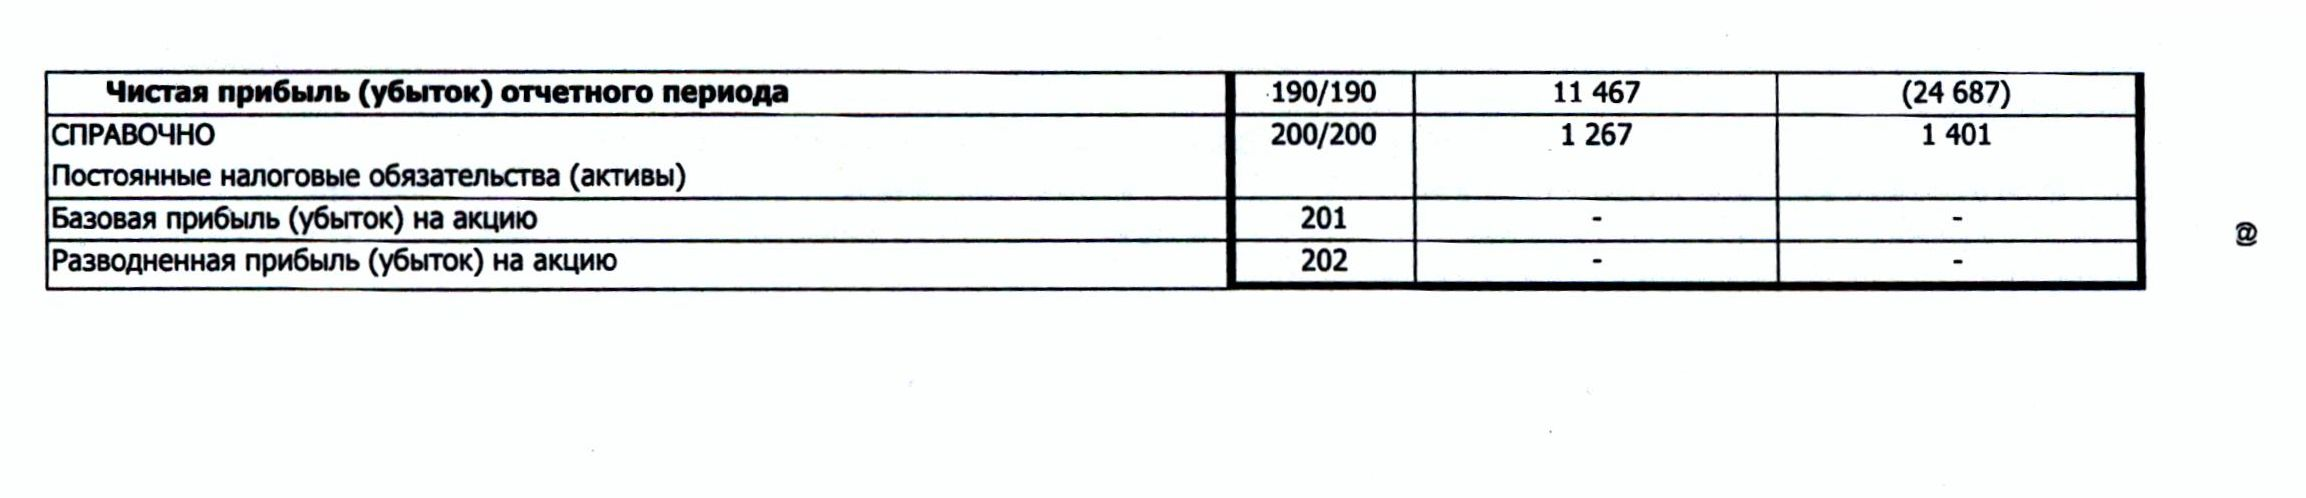 Чистая прибыль (убыток) отчетного периода 190/190 11 467 (24 687)
СПРАВОЧНО 200/200 1 267 1 401
Постоянные налоговые обязательства (активы)
Базовая прибыль (убыток) на акцию 201 - -
@
Разводненная прибыль (убыток) на акцию 202 - -